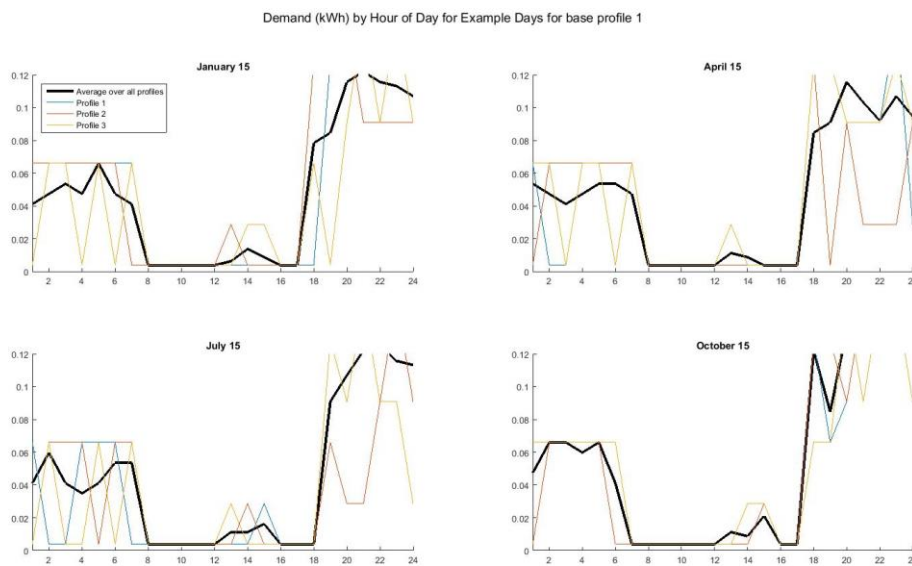 Demand (kWh) by Hour of Day for Example Days for base profile 1
January 15
0.12
0.1
0.08
0.06
0.04
0.02
0
2 4 6 8 10 12 14 16 18 20 22 24
Average over all profiles
Profile 1
Profile 2
Profile 3
April 15
0.12
0.1
0.08
0.06
0.04
0.02
0
2 4 6 8 10 12 14 16 18 20 22 24
July 15
0.12
0.1
0.08
0.06
0.04
0.02
0
2 4 6 8 10 12 14 16 18 20 22 24
October 15
0.12
0.1
0.08
0.06
0.04
0.02
0
2 4 6 8 10 12 14 16 18 20 22 24